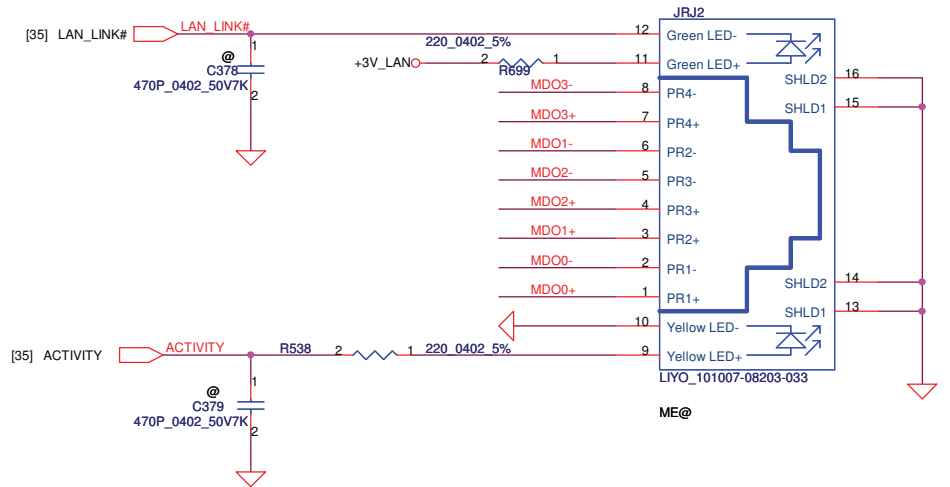 JRJ2
[35] LAN_LINK# LAN_LINK# 12 Green LED-
1 220_0402_5%
@ +3V_LAN 2 1 11 Green LED+
C378 R699 SHLD2 16
470P_0402_50V7K MDO3- 8 PR4-
2 SHLD1 15
MDO3+ 7 PR4+
MDO1- 6 PR2-
MDO2- 5 PR3-
MDO2+ 4 PR3+
MDO1+ 3 PR2+
MDO0- 2 PR1-
SHLD2 14
MDO0+ 1 PR1+
SHLD1 13
10 Yellow LED-
[35] ACTIVITY ACTIVITY R538 2 1 220_0402_5% 9 Yellow LED+
1 LIYO_101007-08203-033
@
C379
ME@
470P_0402_50V7K
2